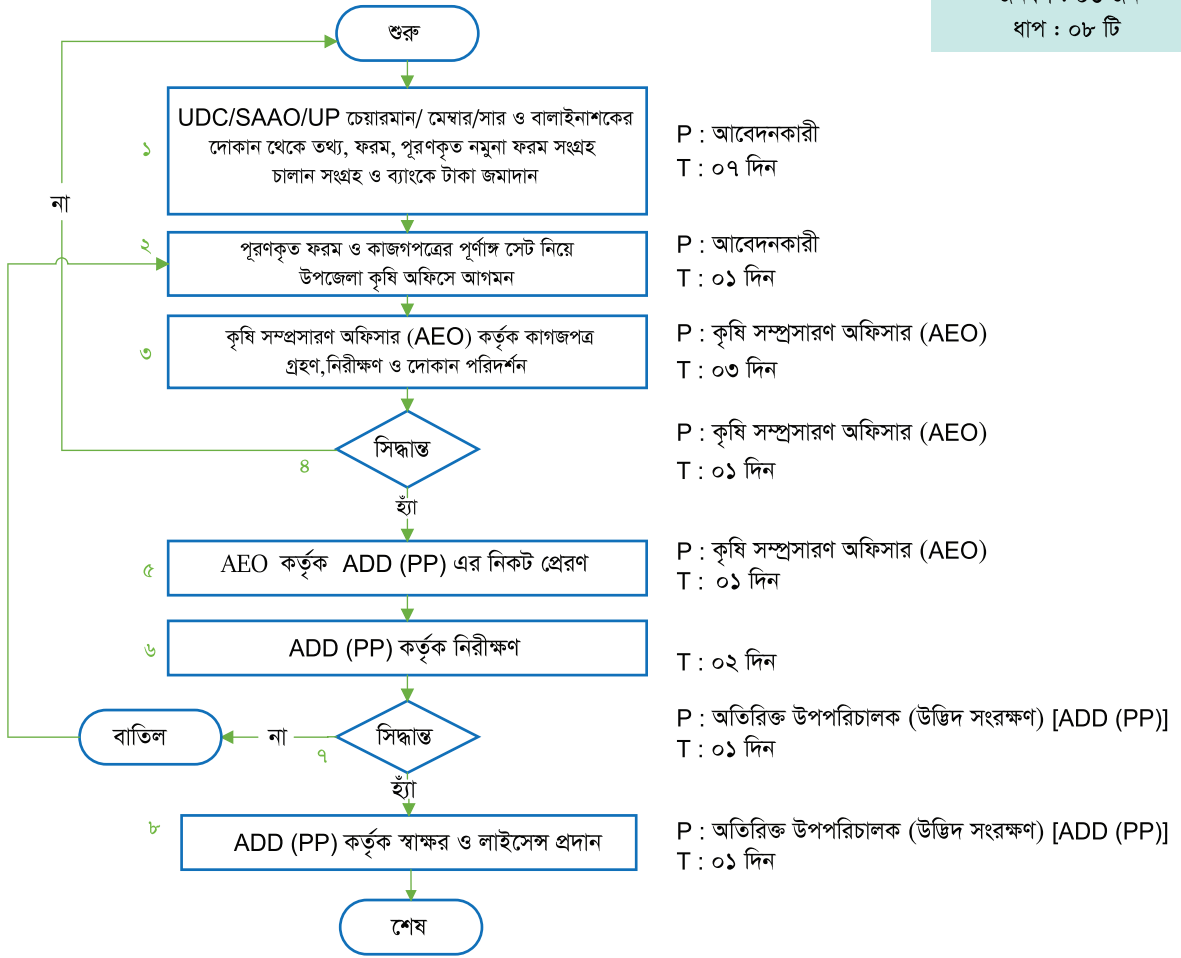 ধাপ : ০৮ টি
শুরু
১
UDC/SAAO/UP চেয়ারমান/ মেম্বার/সার ও বালাইনাশকের
দোকান থেকে তথ্য, ফরম, পূরণকৃত নমুনা ফরম সংগ্রহ
চালান সংগ্রহ ও ব্যাংকে টাকা জমাদান
P : আবেদনকারী
T : ০৭ দিন
না
২
পূরণকৃত ফরম ও কাজগপত্রের পূর্ণাঙ্গ সেট নিয়ে
উপজেলা কৃষি অফিসে আগমন
P : আবেদনকারী
T : ০১ দিন
৩
কৃষি সম্প্রসারণ অফিসার (AEO) কর্তৃক কাগজপত্র
গ্রহণ,নিরীক্ষণ ও দোকান পরিদর্শন
P : কৃষি সম্প্রসারণ অফিসার (AEO)
T : ০৩ দিন
সিদ্ধান্ত
৪
P : কৃষি সম্প্রসারণ অফিসার (AEO)
T : ০১ দিন
হ্যাঁ
৫
AEO কর্তৃক ADD (PP) এর নিকট প্রেরণ
P : কৃষি সম্প্রসারণ অফিসার (AEO)
T : ০১ দিন
৬
ADD (PP) কর্তৃক নিরীক্ষণ
T : ০২ দিন
বাতিল
না
৭
সিদ্ধান্ত
P : অতিরিক্ত উপপরিচালক (উদ্ভিদ সংরক্ষণ) [ADD (PP)]
T : ০১ দিন
হ্যাঁ
৮
ADD (PP) কর্তৃক স্বাক্ষর ও লাইসেন্স প্রদান
P : অতিরিক্ত উপপরিচালক (উদ্ভিদ সংরক্ষণ) [ADD (PP)]
T : ০১ দিন
শেষ